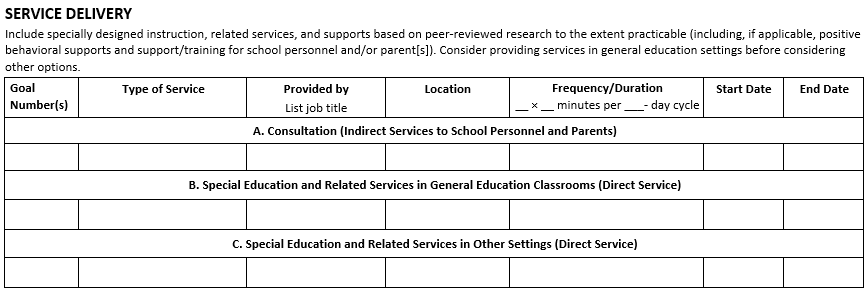 SERVICE DELIVERY
Include specially designed instruction, related services, and supports based on peer-reviewed research to the extent practicable (including, if applicable, positive
behavioral supports and support/training for school personnel and/or parent[s]). Consider providing services in general education settings before considering
other options.
Goal Number(s)
Type of Service
Provided by
List job title
Location
Frequency/Duration
__ × __ minutes per ___- day cycle
Start Date
End Date
A. Consultation (Indirect Services to School Personnel and Parents)
B. Special Education and Related Services in General Education Classrooms (Direct Service)
C. Special Education and Related Services in Other Settings (Direct Service)